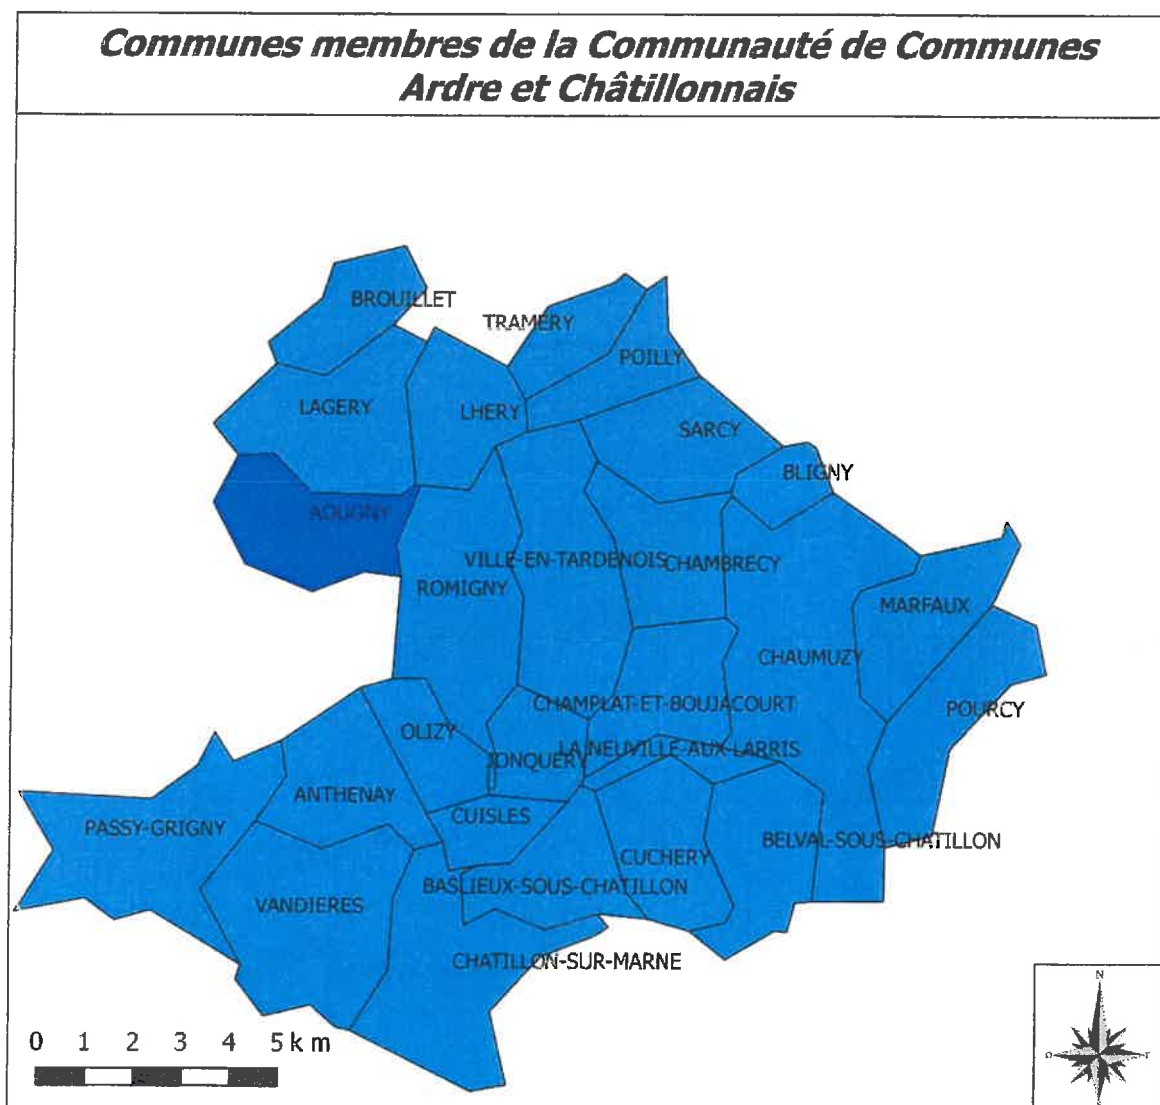 Communes membres de la Communauté de Communes
Ardre et Châtillonnais
BROUILLET
TRAMERY
POILLY
LAGERY
LHERY
SARCY
BLIGNY
AOUGNY
VILLE-EN-TARDENOIS
CHAMBRECY
ROMIGNY
MARFAUX
CHAUMUZY
CHAMPLAT-ET-BOUJACOURT
POURCY
OLIZY
LA NEUVILLE-AUX-LARRIS
JONQUERY
ANTHENAY
CUISLES
PASSY-GRIGNY
BELVAL-SOUS-CHATILLON
CUCHERY
BASLIEUX-SOUS-CHATILLON
VANDIERES
CHATILLON-SUR-MARNE
0 1 2 3 4 5 km
N